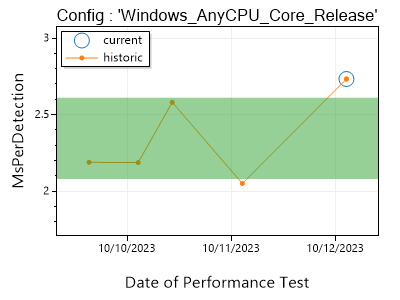 Config : 'Windows_AnyCPU_Core_Release'
current
historic
3
2.5
2
MsPerDetection
10/10/2023
10/11/2023
10/12/2023
Date of Performance Test